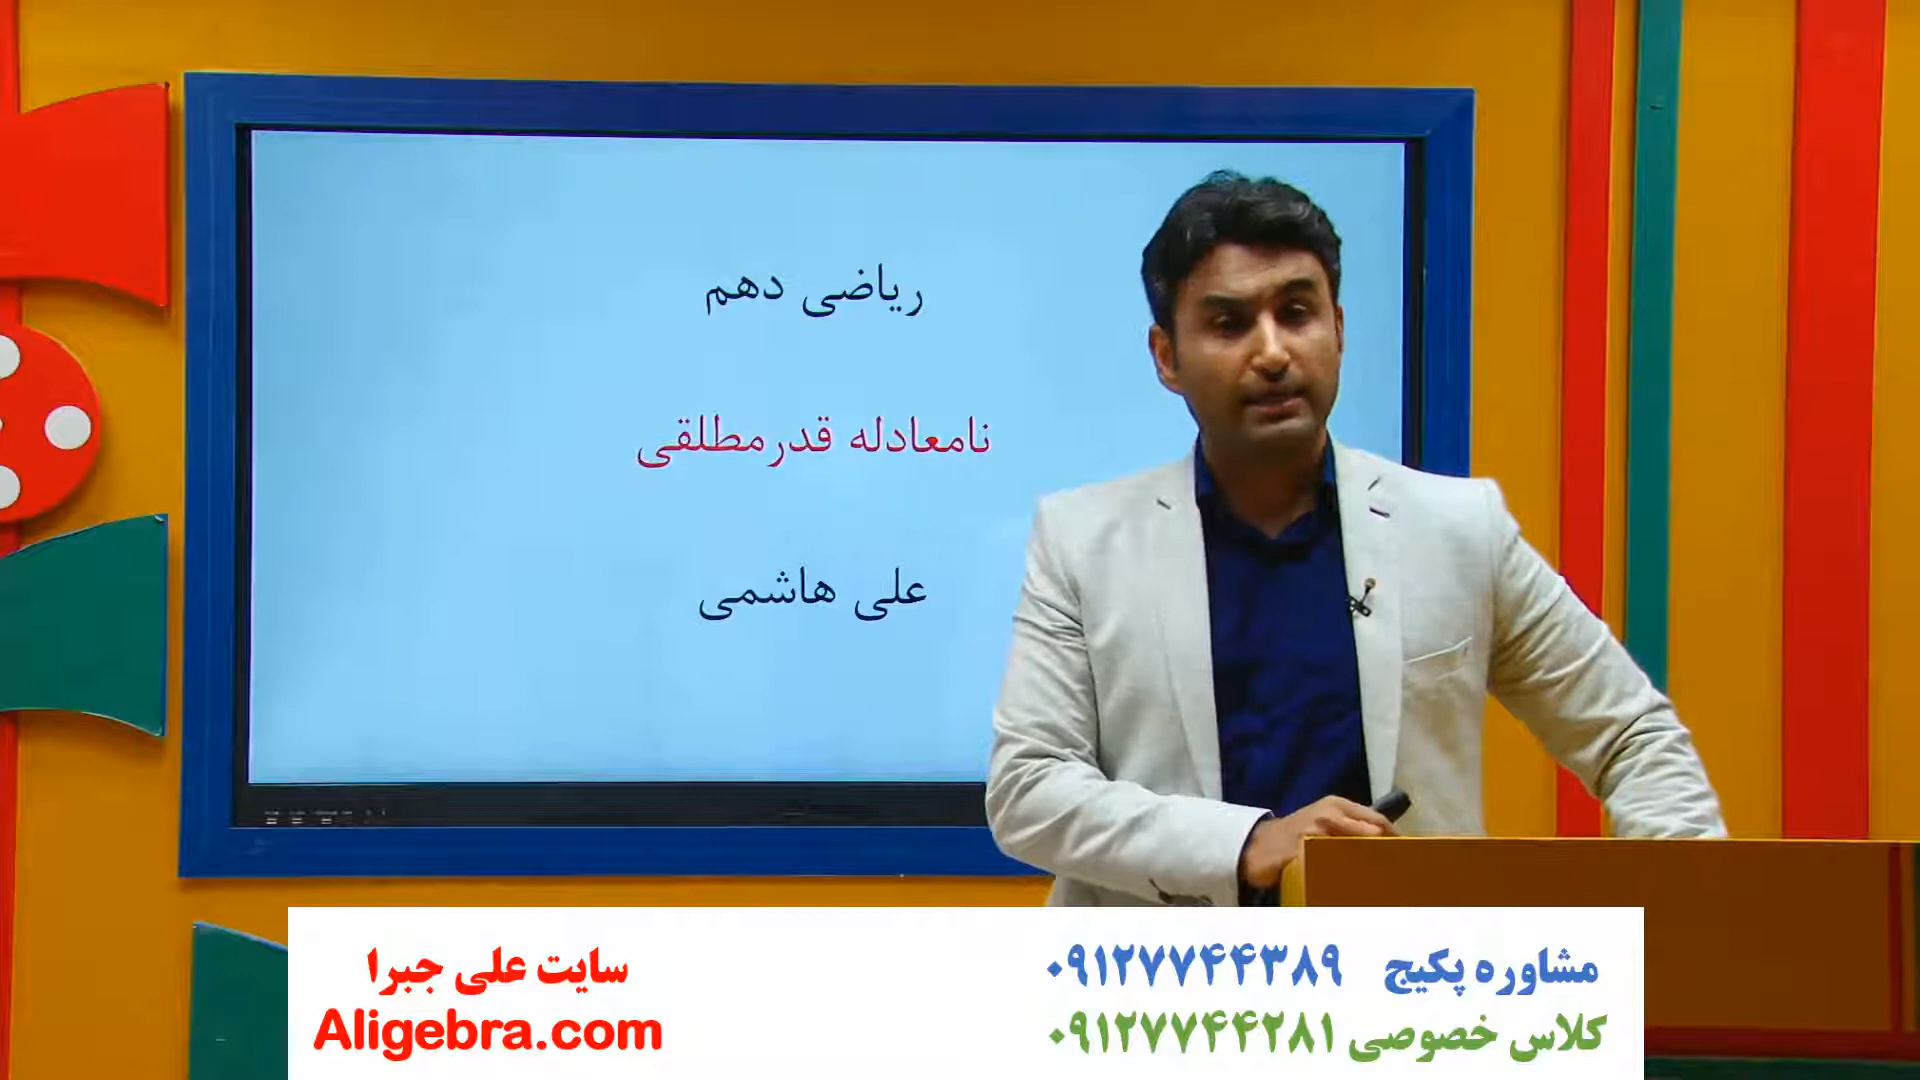 ریاضی دهم
نامعادله قدرمطلقی
علی هاشمی
مشاوره پکیج ۰۹۱۲۷۷۴۴۳۸۹
کلاس خصوصی ۰۹۱۲۷۷۴۴۲۸۱
سایت علی جبرا
Aligebra.com